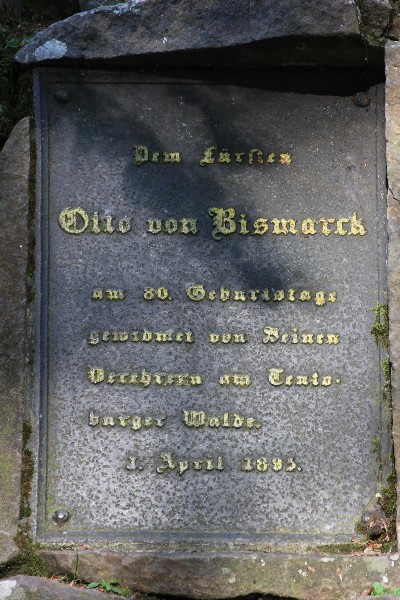 Dem Fürsten
Otto von Bismarck
am 80. Geburtstage
gewidmet von Seinen
Verehrern am Teuto-
burger Walde.
1. April 1895.